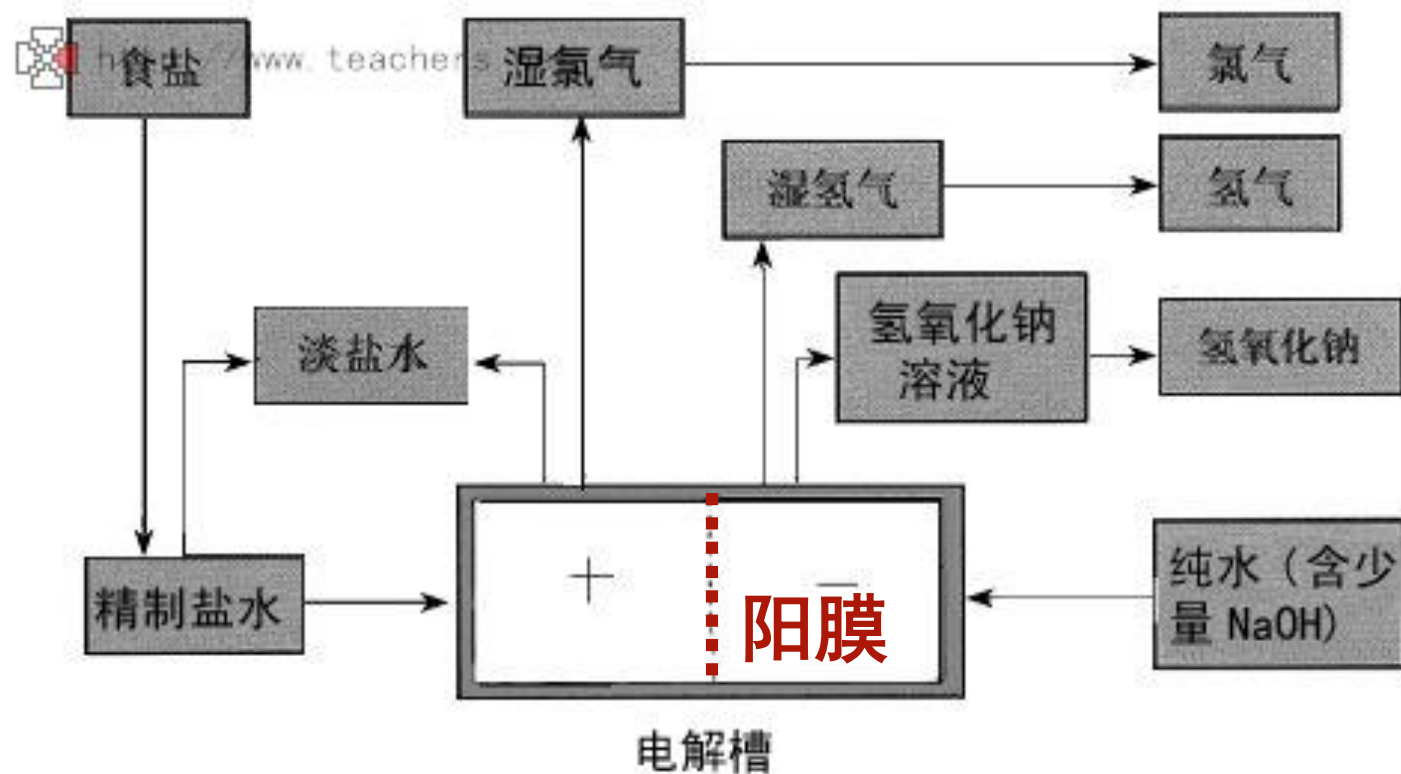 食盐
http://www.teachers
湿氯气
氯气
湿氢气
氢气
淡盐水
氢氧化钠
溶液
氢氧化钠
精制盐水
+
−
阳膜
纯水（含少
量 NaOH)
电解槽